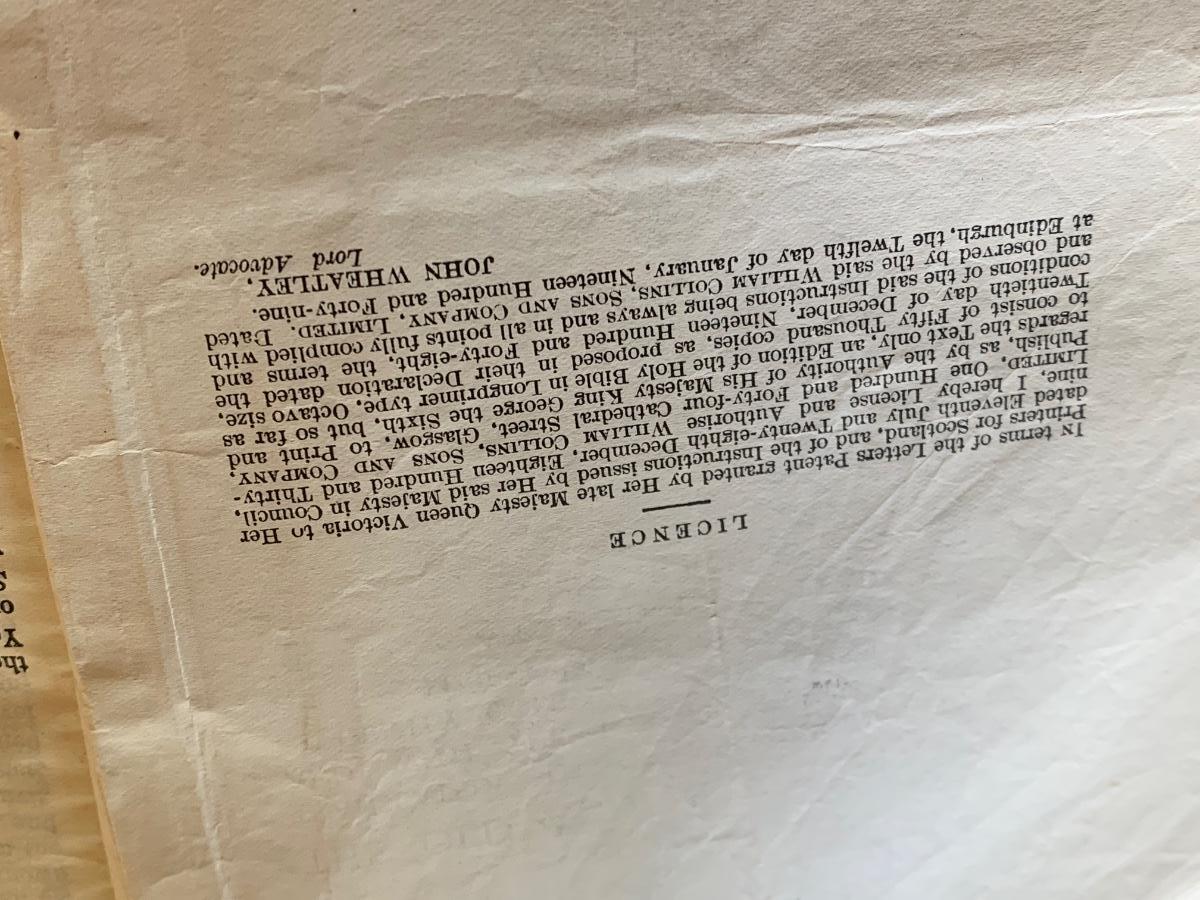 LICENCE
In terms of the Letters Patent granted by Her late Majesty Queen Victoria to Her
Printers for Scotland, and of the Instructions issued by Her said Majesty in Council,
dated Eleventh July and Twenty-eighth December, Eighteen Hundred and Thirty-
nine, I hereby License and Authorise WILLIAM COLLINS, SONS AND COMPANY,
LIMITED, One Hundred and Forty-four Cathedral Street, Glasgow, to Print and
Publish, as by the Authority of His Majesty King George the Sixth, but so far as
regards the Text only, an Edition of the Holy Bible in Longprimer type, Octavo size,
to consist of Fifty Thousand copies, as proposed in their Declaration dated the
Twentieth day of December, Nineteen Hundred and Forty-eight, the terms and
conditions of the said Instructions being always and in all points fully complied with
and observed by the said WILLIAM COLLINS, SONS AND COMPANY, LIMITED. Dated
at Edinburgh, the Twelfth day of January, Nineteen Hundred and Forty-nine.
JOHN WHEATLEY,
Lord Advocate.